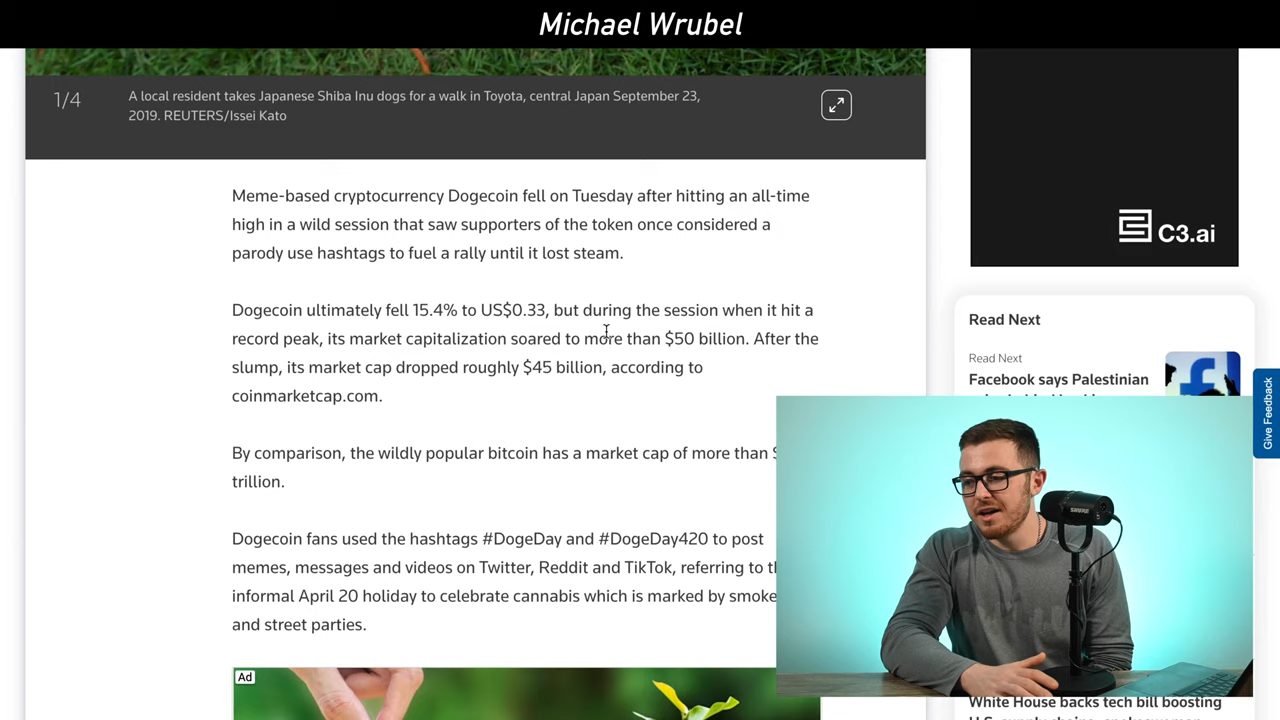 Michael Wrubel
1/4
A local resident takes Japanese Shiba Inu dogs for a walk in Toyota, central Japan September 23,
2019. REUTERS/Issei Kato
Meme-based cryptocurrency Dogecoin fell on Tuesday after hitting an all-time
high in a wild session that saw supporters of the token once considered a
parody use hashtags to fuel a rally until it lost steam.
Dogecoin ultimately fell 15.4% to US$0.33, but during the session when it hit a
record peak, its market capitalization soared to more than $50 billion. After the
slump, its market cap dropped roughly $45 billion, according to
coinmarketcap.com.
By comparison, the wildly popular bitcoin has a market cap of more than
trillion.
Dogecoin fans used the hashtags #DogeDay and #DogeDay420 to post
memes, messages and videos on Twitter, Reddit and TikTok, referring to
informal April 20 holiday to celebrate cannabis which is marked by smoke
and street parties.
Ad
C3.ai
Read Next
Read Next
Facebook says Palestinian
Give Feedback
SHURE
White House backs tech bill boosting